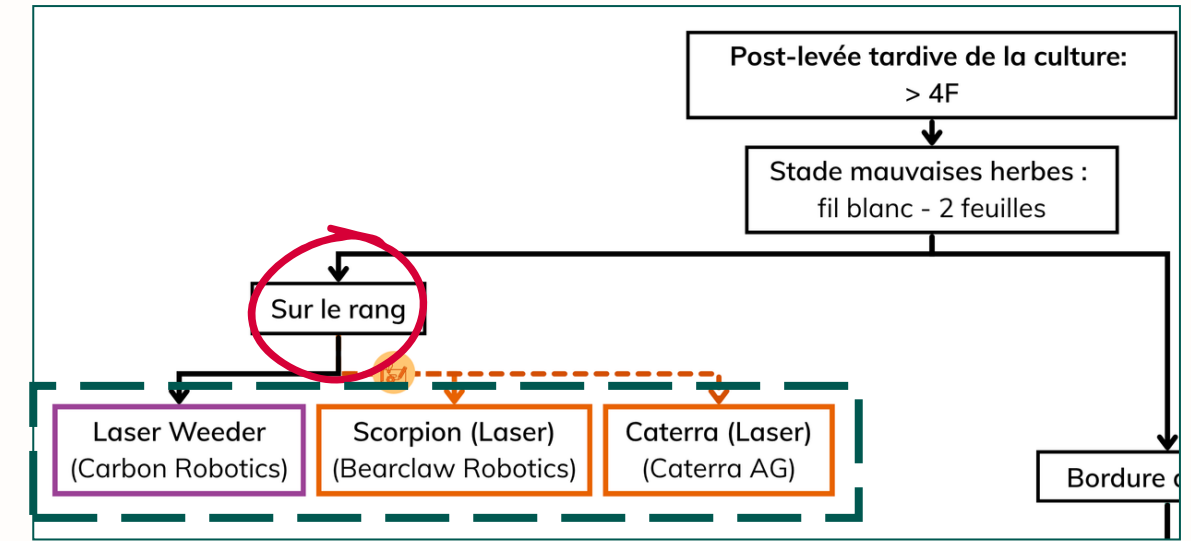 Post-levée tardive de la culture:
> 4F
Stade mauvaises herbes :
fil blanc - 2 feuilles
Sur le rang
Laser Weeder
(Carbon Robotics)
Scorpion (Laser)
(Bearclaw Robotics)
Caterra (Laser)
(Caterra AG)
Bordure